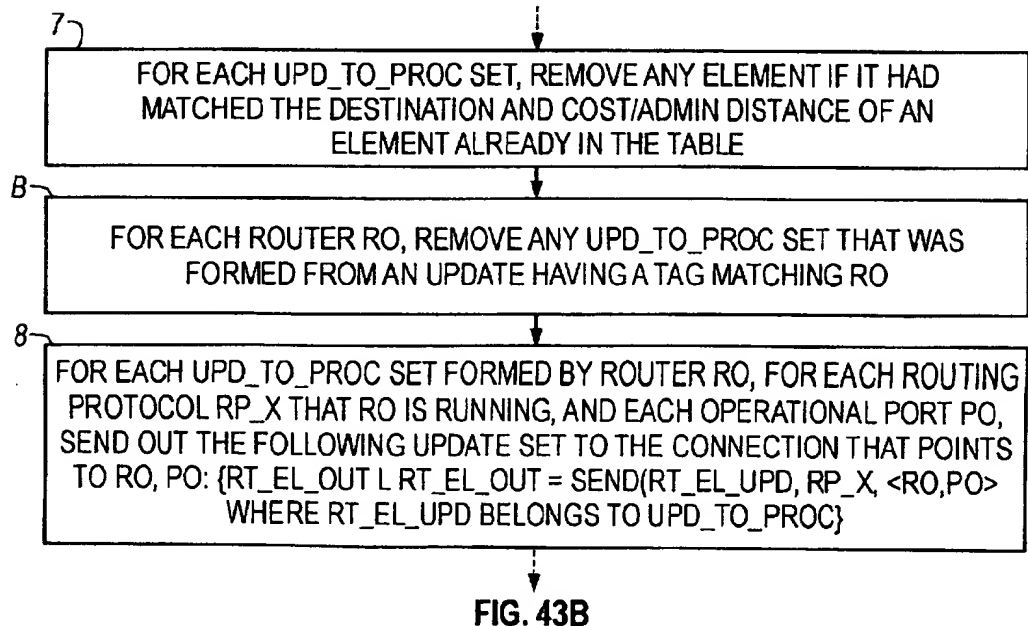 7
FOR EACH UPD_TO_PROC SET, REMOVE ANY ELEMENT IF IT HAD
MATCHED THE DESTINATION AND COST/ADMIN DISTANCE OF AN
ELEMENT ALREADY IN THE TABLE
B
FOR EACH ROUTER RO, REMOVE ANY UPD_TO_PROC SET THAT WAS
FORMED FROM AN UPDATE HAVING A TAG MATCHING RO
8
FOR EACH UPD_TO_PROC SET FORMED BY ROUTER RO, FOR EACH ROUTING
PROTOCOL RP_X THAT RO IS RUNNING, AND EACH OPERATIONAL PORT PO,
SEND OUT THE FOLLOWING UPDATE SET TO THE CONNECTION THAT POINTS
TO RO, PO: {RT_EL_OUT L RT_EL_OUT = SEND(RT_EL_UPD, RP_X, <RO,PO>
WHERE RT_EL_UPD BELONGS TO UPD_TO_PROC}
FIG. 43B